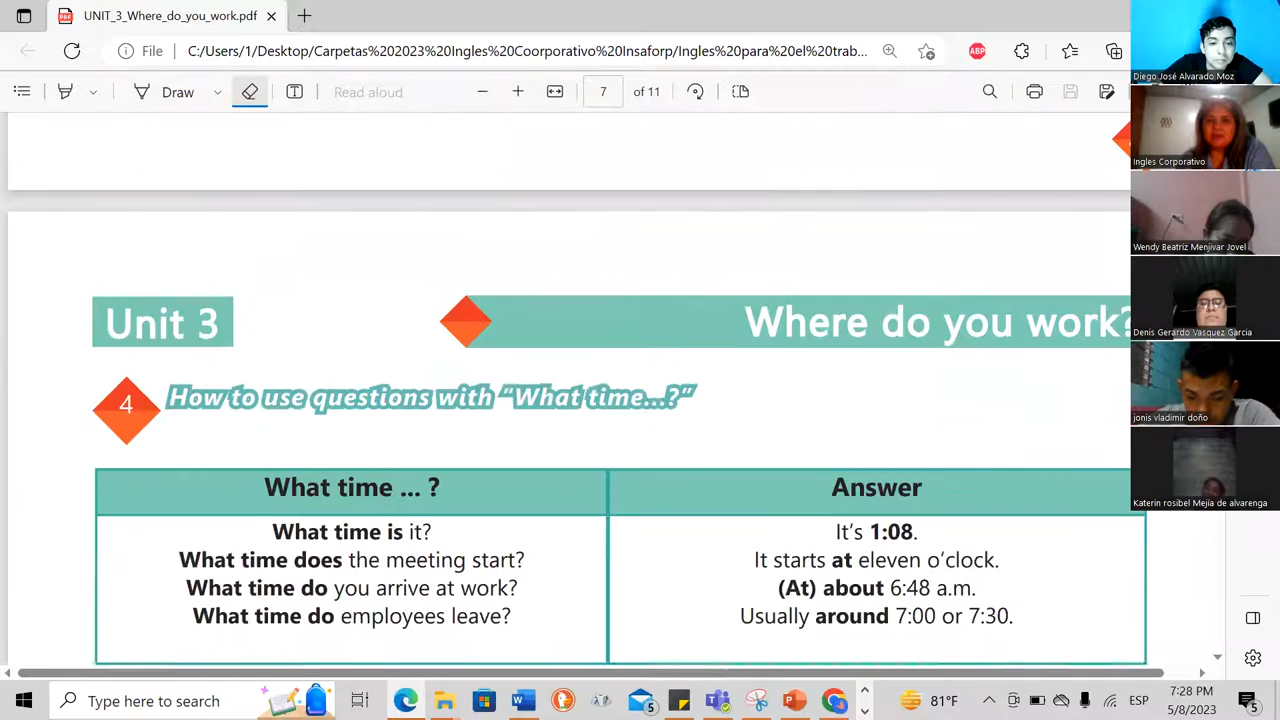 UNIT_3_Where_do_you_work.pdf
File
C:/Users/1/Desktop/Carpetas%202023%20Ingles%20Coorporativo%20Insaforp/Ingles%20para%20el%20trab...
ABP
Draw
Read aloud
7
of 11
Diego José Alvarado Moz
Ingles Corporativo
Wendy Beatriz Menjivar Jovel
Denis Gerardo Vasquez Garcia
jonis vladimir doño
Katerin rosibel Mejía de alvarenga
Unit 3
Where do you work?
4
How to use questions with “What time...?”
What time ... ?
Answer
What time is it?
It’s 1:08.
What time does the meeting start?
It starts at eleven o’clock.
What time do you arrive at work?
(At) about 6:48 a.m.
What time do employees leave?
Usually around 7:00 or 7:30.
Type here to search
5
81°F
ESP
7:28 PM
5/8/2023
5